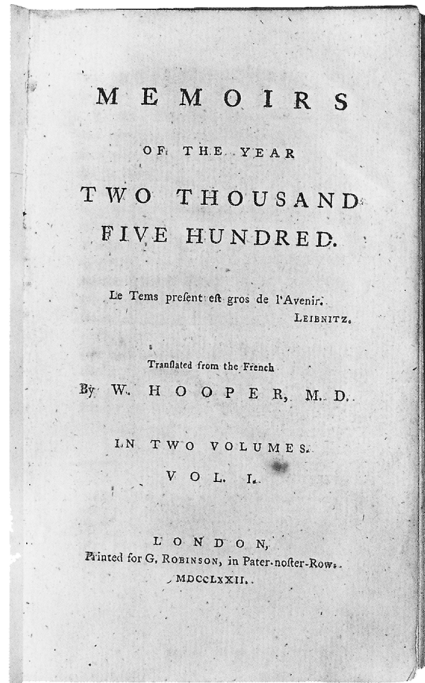 MEMOIRS
OF THE YEAR
TWO THOUSAND
FIVE HUNDRED.
Le Tems preſent eſt gros de l'Avenir.
LEIBNITZ.
Tranſlated from the French
By W. HOOPER, M. D.
IN TWO VOLUMES.
VOL. I.
LONDON,
Printed for G. ROBINSON, in Pater-noſter-Row.
MDCCLXXII.